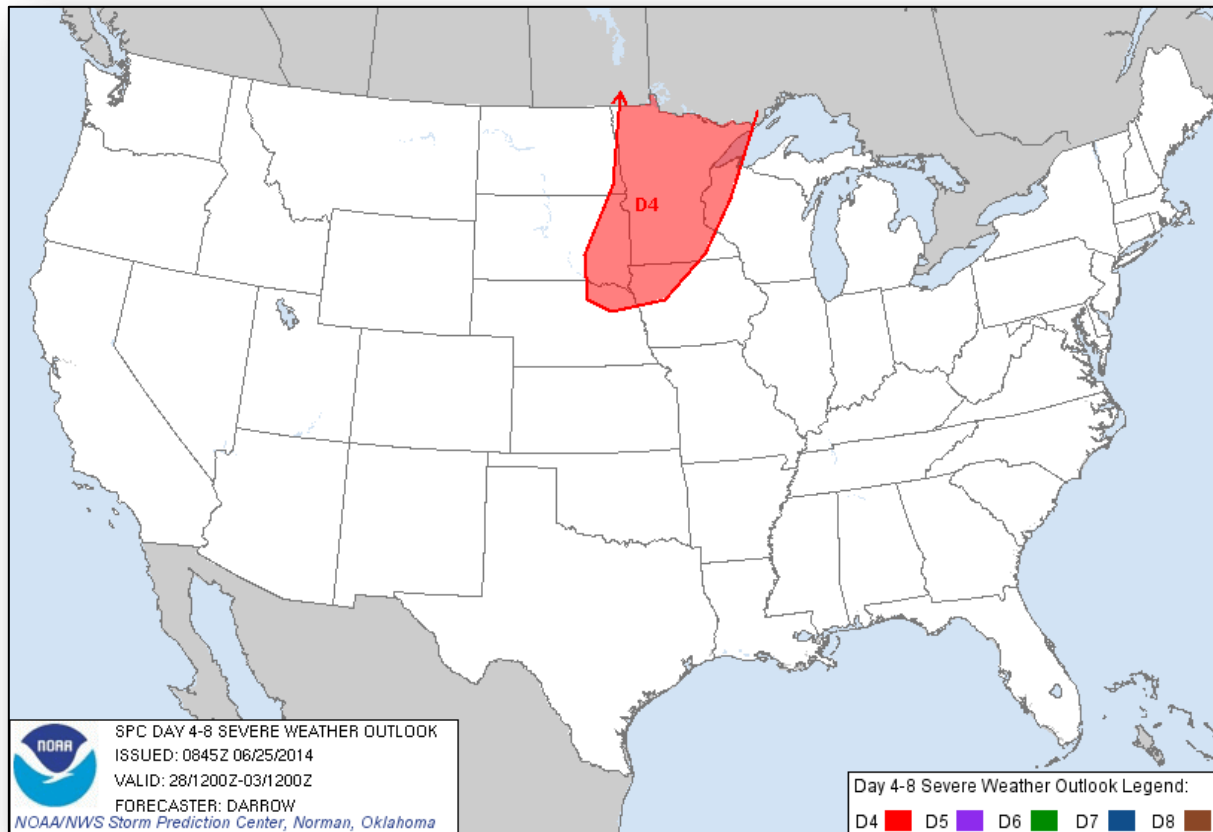 D4
NOAA
SPC DAY 4-8 SEVERE WEATHER OUTLOOK
ISSUED: 0845Z 06/25/2014
VALID: 28/1200Z-03/1200Z
FORECASTER: DARROW
NOAA/NWS Storm Prediction Center, Norman, Oklahoma
Day 4-8 Severe Weather Outlook Legend:
D4 D5 D6 D7 D8